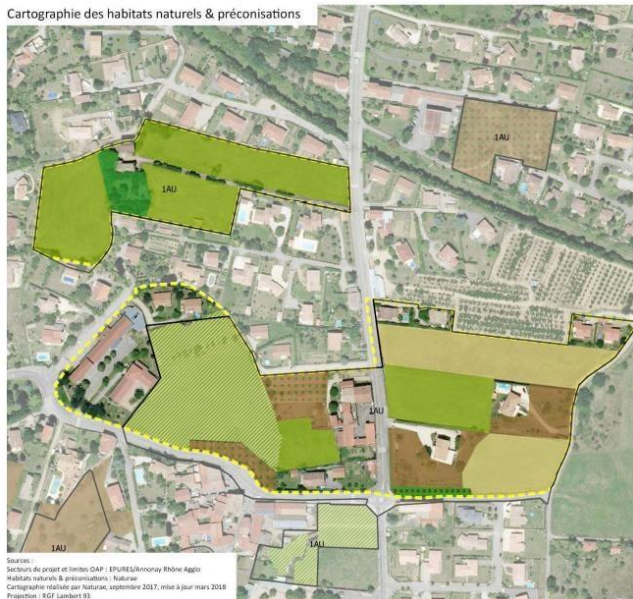 Cartographie des habitats naturels & préconisations
1AU
1AU
1AU
1AU
1AU
Sources :
Secteurs de projet et limites OAP : EPURES/Annonay Rhône Agglo
Habitats naturels & préconisations : Naturae
Cartographie réalisée par Naturae, septembre 2017, mise à jour mars 2018
Projection : RGF Lambert 93